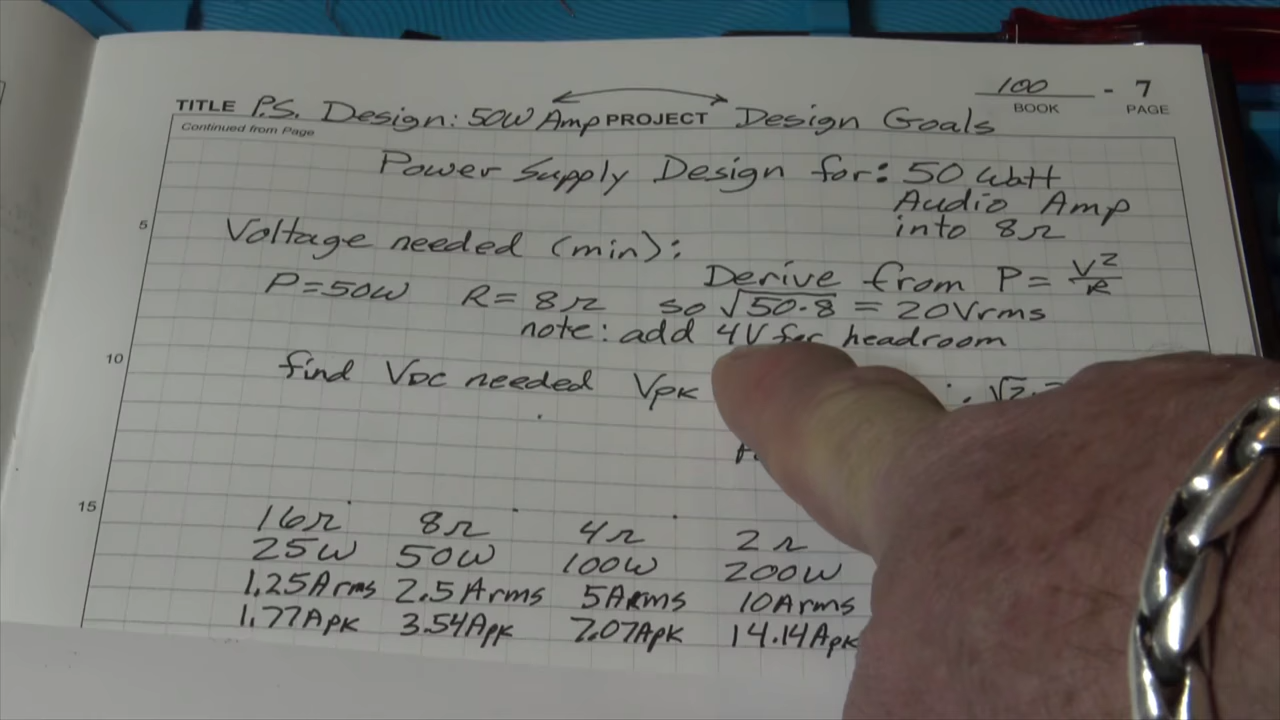 100 - 7
BOOK PAGE
TITLE P.S. Design: 50W Amp PROJECT Design Goals
Continued from Page
Power Supply Design for: 50 Watt
Audio Amp
into 8Ω
5
Voltage needed (min):
Derive from P = V²/R
P=50W R=8Ω so √50·8 = 20Vrms
note: add 4V for headroom
10
find VDC needed Vpk · √2·
15
16Ω 8Ω 4Ω 2Ω
25W 50W 100W 200W
1.25Arms 2.5Arms 5Arms 10Arms
1.77Apk 3.54Apk 7.07Apk 14.14Apk